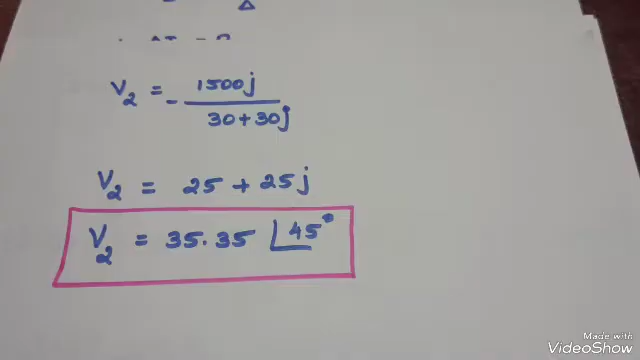 Δ
V₂ = - 1500j / 30+30j
V₂ = 25 + 25j
V₂ = 35.35 ∠45°
Made with
VideoShow